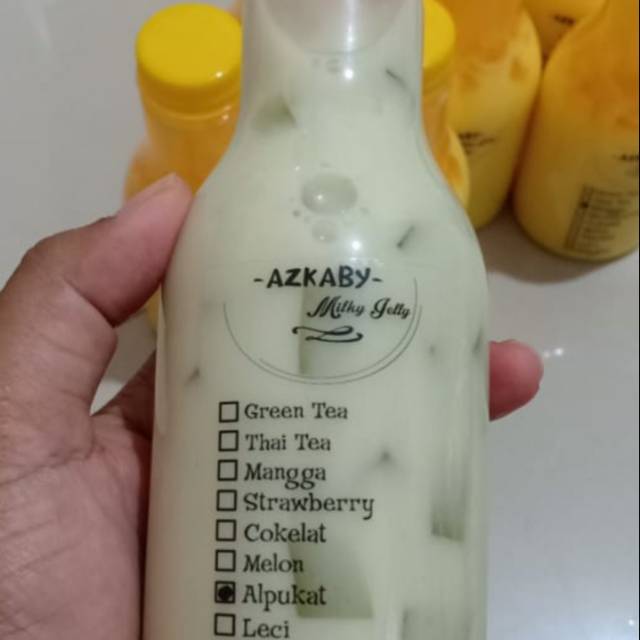 -AZKABY-
Milky Jelly
Green Tea
Thai Tea
Mangga
Strawberry
Cokelat
Melon
Alpukat
Leci